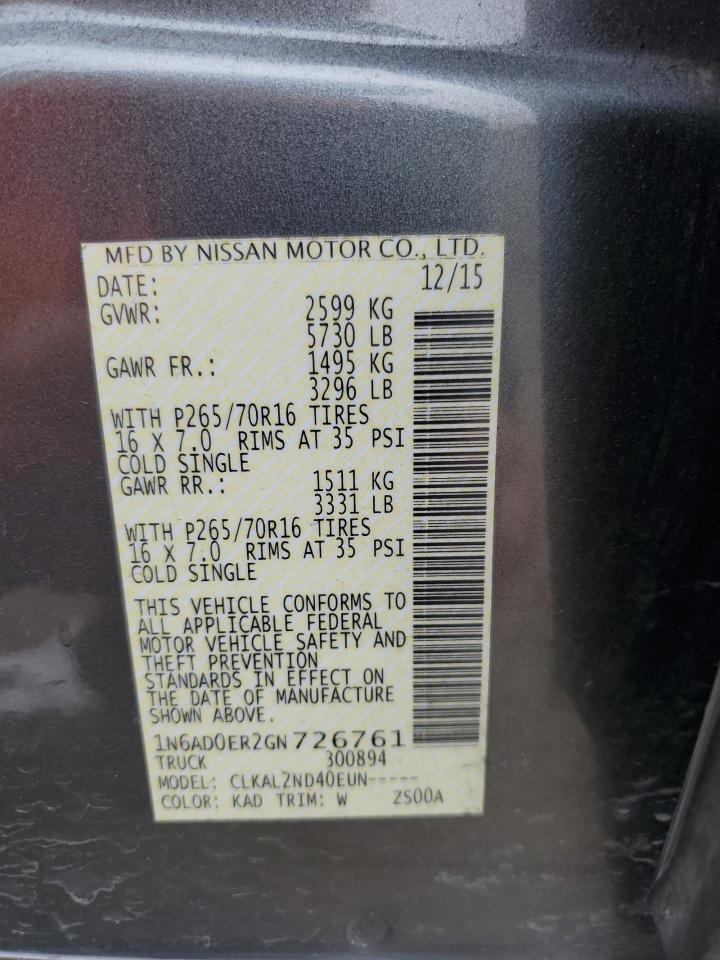 MFD BY NISSAN MOTOR CO., LTD.
DATE: 12/15
GVWR: 2599 KG
5730 LB
GAWR FR.: 1495 KG
3296 LB
WITH P265/70R16 TIRES
16 X 7.0 RIMS AT 35 PSI
COLD SINGLE
GAWR RR.: 1511 KG
3331 LB
WITH P265/70R16 TIRES
16 X 7.0 RIMS AT 35 PSI
COLD SINGLE
THIS VEHICLE CONFORMS TO
ALL APPLICABLE FEDERAL
MOTOR VEHICLE SAFETY AND
THEFT PREVENTION
STANDARDS IN EFFECT ON
THE DATE OF MANUFACTURE
SHOWN ABOVE.
1N6AD0ER2GN726761
TRUCK 300894
MODEL: CLKAL2ND40EUN-----
COLOR: KAD TRIM: W ZS00A